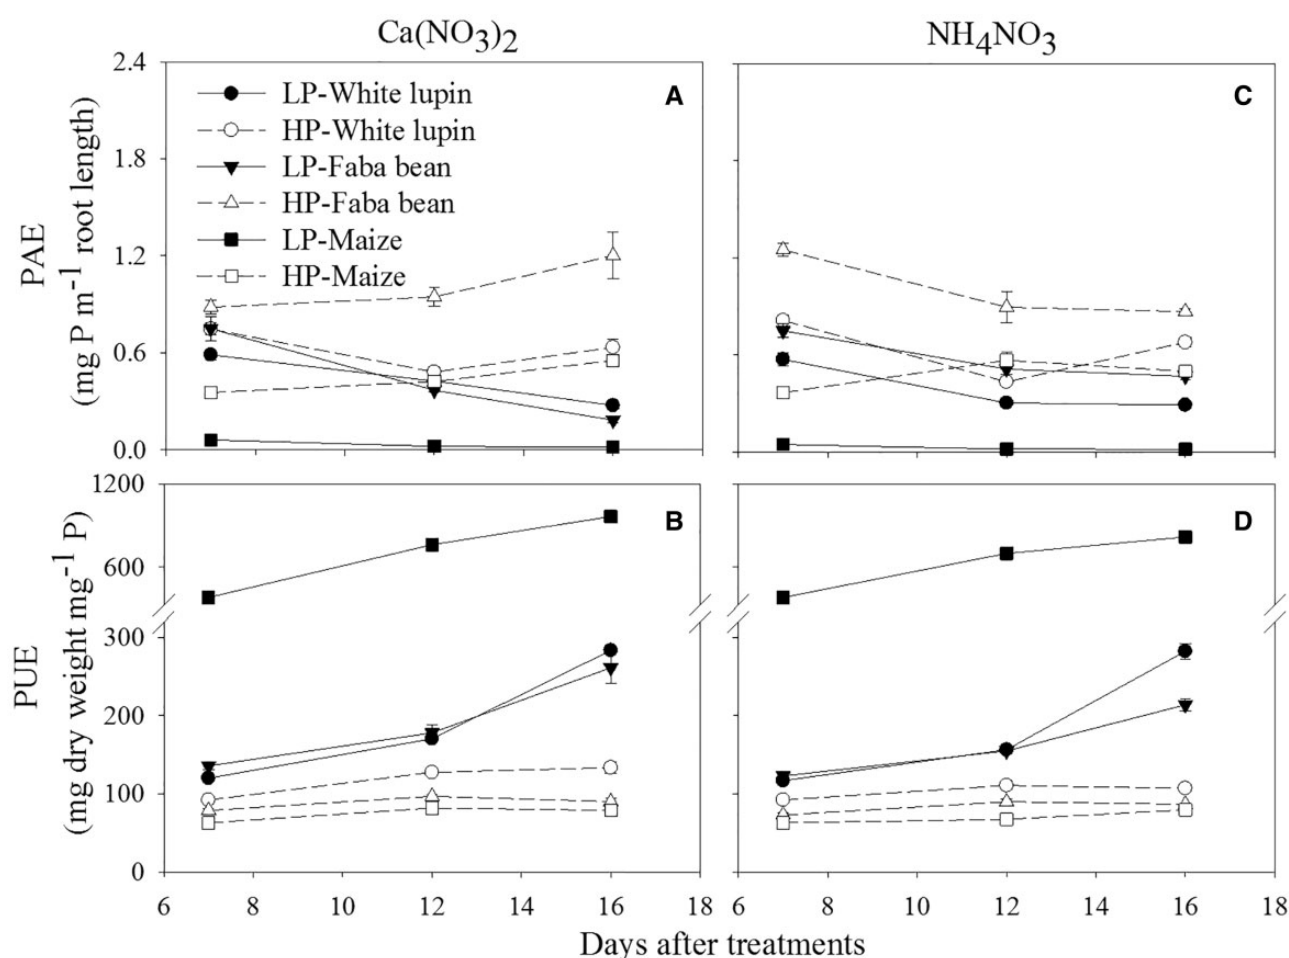 Ca(NO3)2
NH4NO3
PAE
(mg P m-1 root length)
2.4
1.8
1.2
0.6
0.0
LP-White lupin
HP-White lupin
LP-Faba bean
HP-Faba bean
LP-Maize
HP-Maize
A
C
PUE
(mg dry weight mg-1 P)
1200
600
300
200
100
0
B
D
6 8 10 12 14 16 18
6 8 10 12 14 16 18
Days after treatments